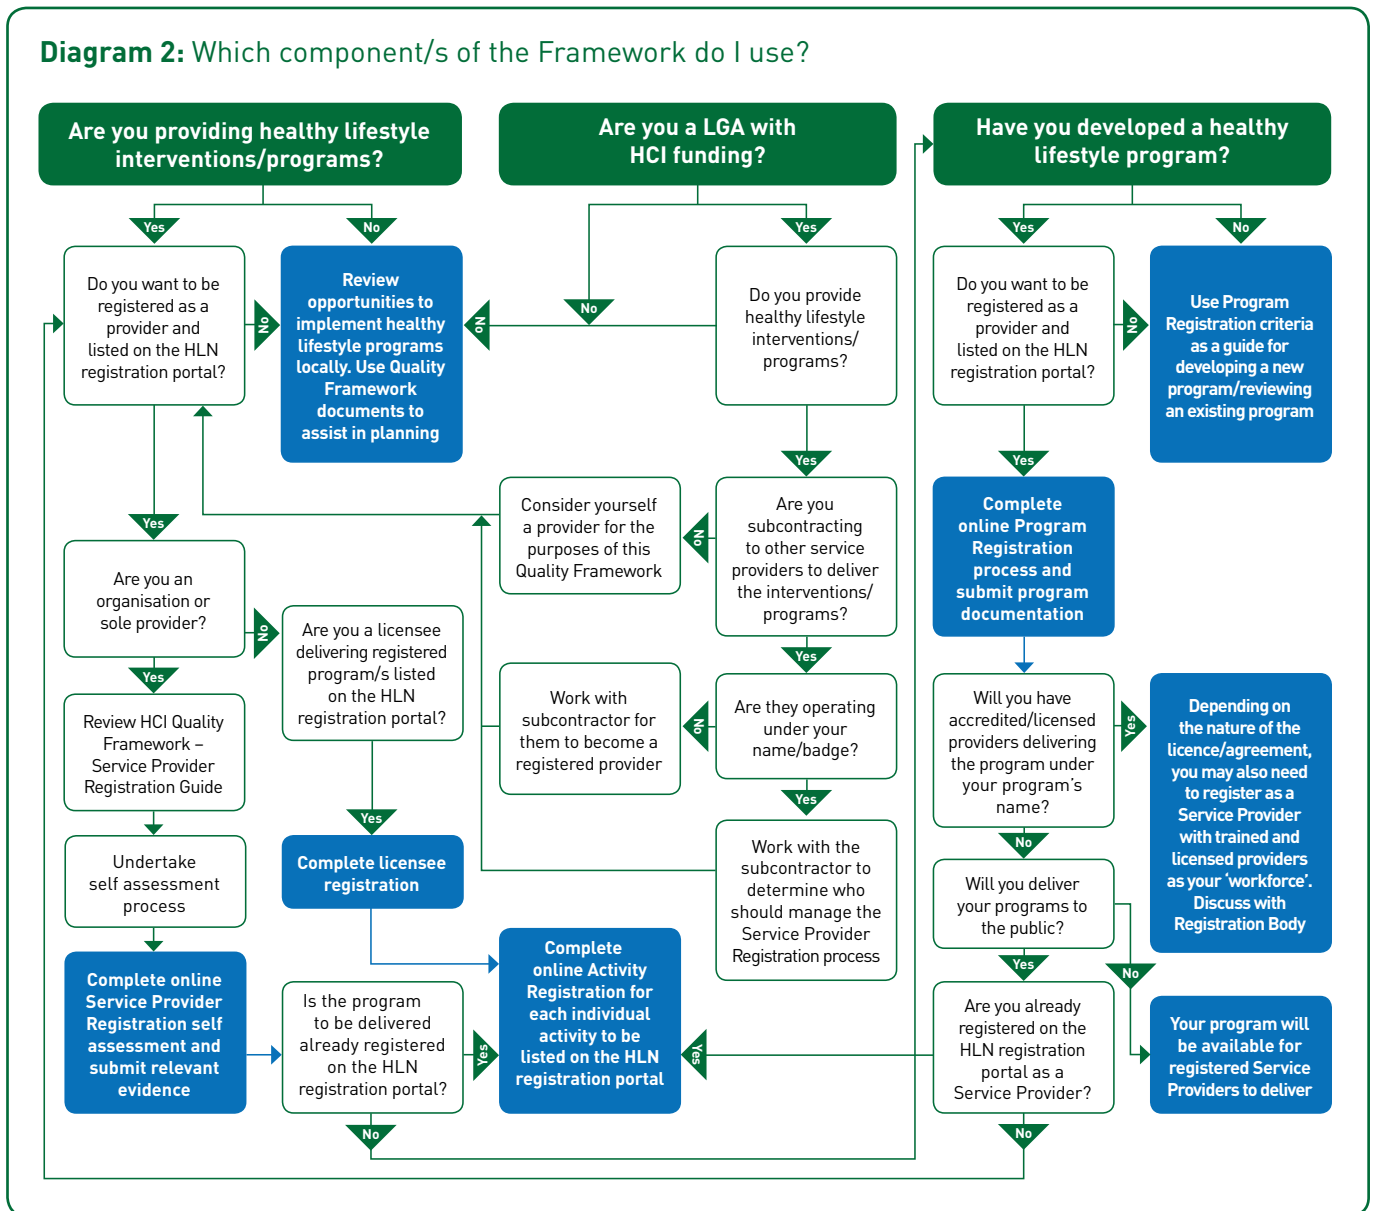 Diagram 2: Which component/s of the Framework do I use?
Are you providing healthy lifestyle
interventions/programs?
Yes
No
Do you want to be
registered as a
provider and
listed on the HLN
registration portal?
No
Review
opportunities to
implement healthy
lifestyle programs
locally. Use Quality
Framework
documents to
assist in planning
Yes
Are you an
organisation or
sole provider?
No
Are you a licensee
delivering registered
program/s listed
on the HLN
registration portal?
Yes
Review HCI Quality
Framework –
Service Provider
Registration Guide
Undertake
self assessment
process
Yes
Complete licensee
registration
Complete online
Service Provider
Registration self
assessment and
submit relevant
evidence
Is the program
to be delivered
already registered
on the HLN
registration portal?
Yes
No
Are you a LGA with
HCI funding?
No
Yes
No
Do you provide
healthy lifestyle
interventions/
programs?
Yes
Consider yourself
a provider for the
purposes of this
Quality Framework
No
Are you
subcontracting
to other service
providers to deliver
the interventions/
programs?
Yes
Work with
subcontractor for
them to become a
registered provider
No
Are they operating
under your
name/badge?
Yes
Work with the
subcontractor to
determine who
should manage the
Service Provider
Registration process
Complete
online Activity
Registration for
each individual
activity to be
listed on the HLN
registration portal
Yes
Have you developed a healthy
lifestyle program?
Yes
No
Do you want to be
registered as a
provider and
listed on the HLN
registration portal?
No
Use Program
Registration criteria
as a guide for
developing a new
program/reviewing
an existing program
Yes
Complete
online Program
Registration
process and
submit program
documentation
Will you have
accredited/licensed
providers delivering
the program under
your program's
name?
Yes
Depending on
the nature of the
licence/agreement,
you may also need
to register as a
Service Provider
with trained and
licensed providers
as your ‘workforce’.
Discuss with
Registration Body
No
Will you deliver
your programs to
the public?
Yes
No
Are you already
registered on the
HLN registration
portal as a
Service Provider?
Your program will
be available for
registered Service
Providers to deliver
No